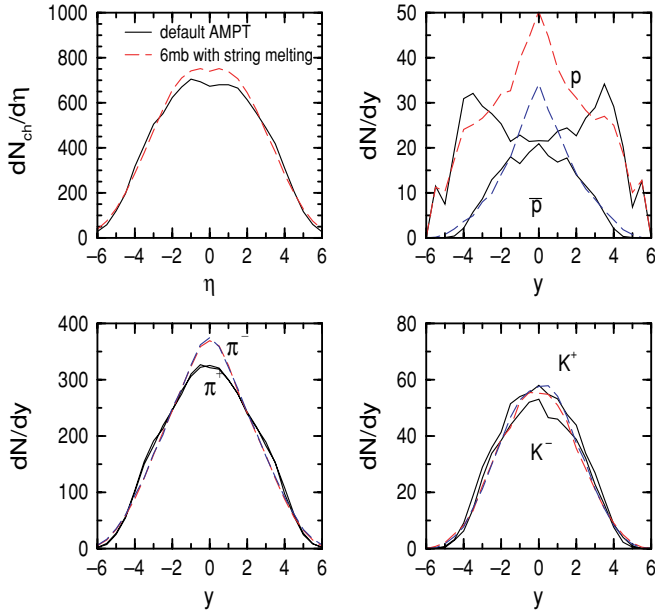 dN_ch/dη
1000
800
600
400
200
0
default AMPT
6mb with string melting
−6 −4 −2 0 2 4 6
η
dN/dy
50
40
30
20
10
0
p
p̅
−6 −4 −2 0 2 4 6
y
dN/dy
400
300
200
100
0
π⁻
π⁺
−6 −4 −2 0 2 4 6
y
dN/dy
80
60
40
20
0
K⁺
K⁻
−6 −4 −2 0 2 4 6
y